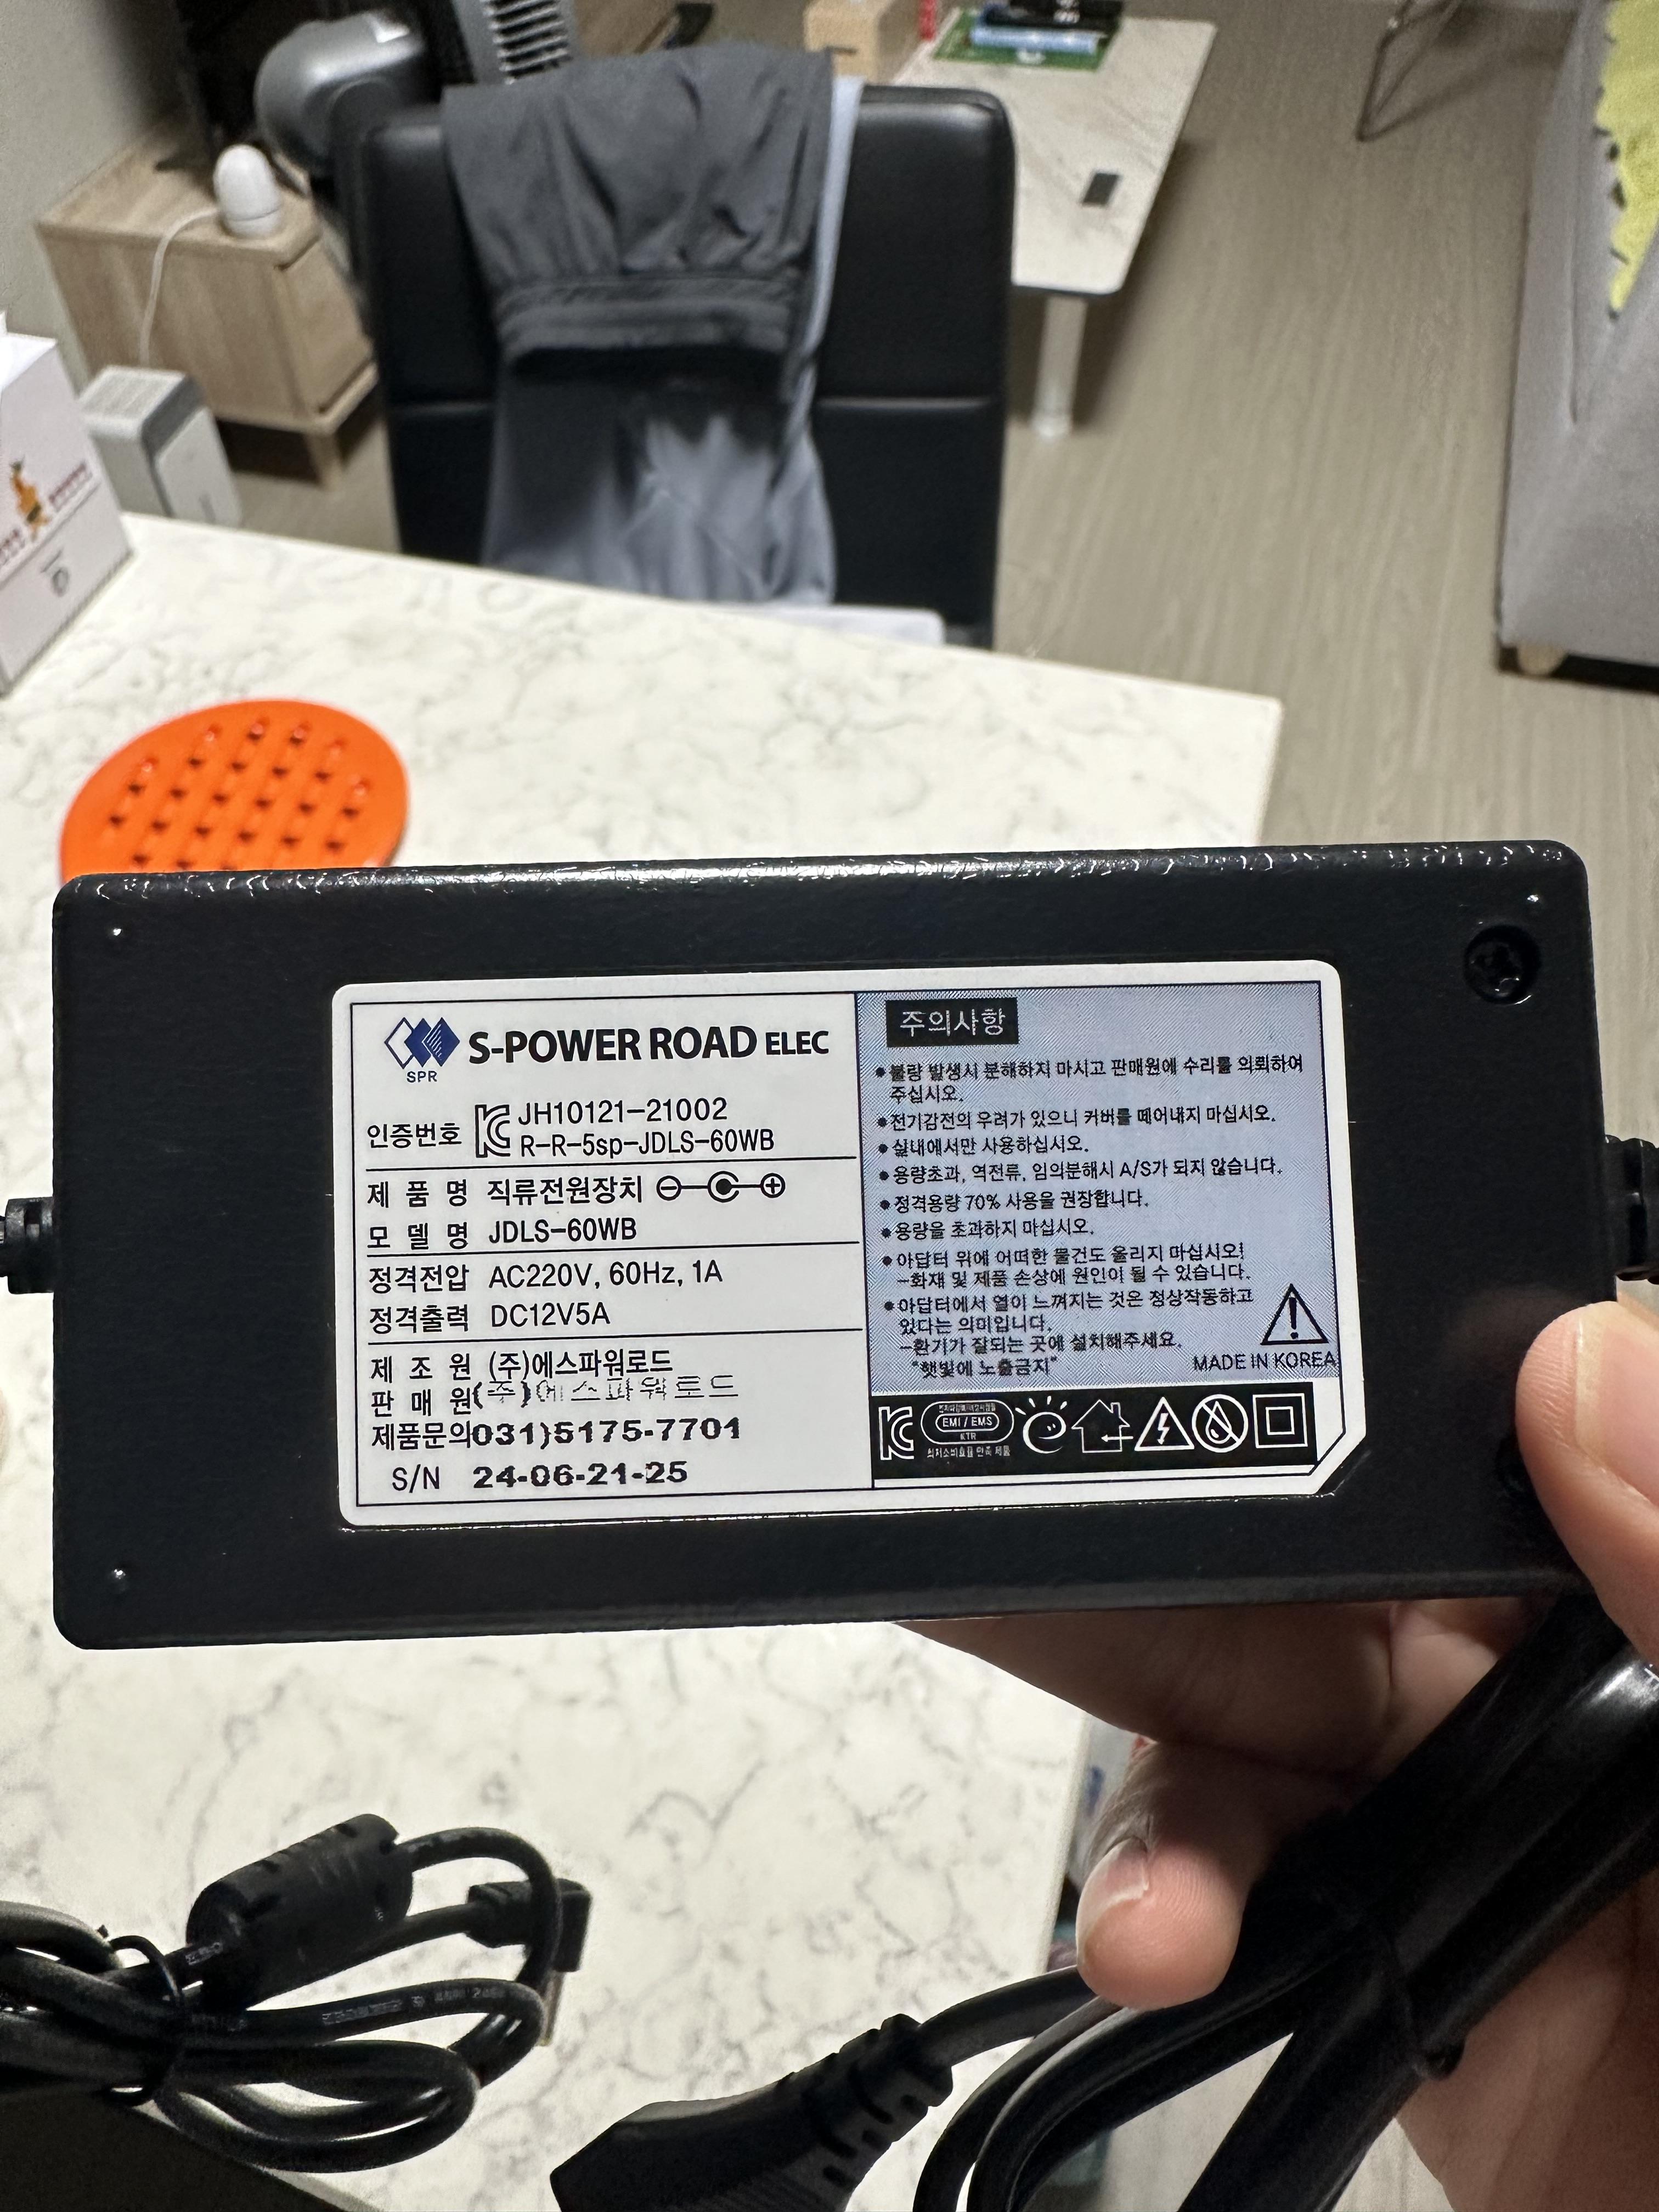 S-POWER ROAD ELEC
SPR
인증번호 JH10121-21002
R-R-5sp-JDLS-60WB
제 품 명 직류전원장치
모 델 명 JDLS-60WB
정격전압 AC220V, 60Hz, 1A
정격출력 DC12V5A
제 조 원 (주)에스파워로드
판 매 원(주)에스파워로드
제품문의031)5175-7701
S/N 24-06-21-25
주의사항
●불량 발생시 분해하지 마시고 판매원에 수리를 의뢰하여
주십시오.
●전기감전의 우려가 있으니 커버를 떼어내지 마십시오.
●실내에서만 사용하십시오.
●용량초과, 역전류, 임의분해시 A/S가 되지 않습니다.
●정격용량 70% 사용을 권장합니다.
●용량을 초과하지 마십시오.
●아답터 위에 어떠한 물건도 올리지 마십시오!
-화재 및 제품 손상에 원인이 될 수 있습니다.
●아답터에서 열이 느껴지는 것은 정상작동하고
있다는 의미입니다.
-환기가 잘되는 곳에 설치해주세요.
"햇빛에 노출금지"
MADE IN KOREA
EMI / EMS
KTR
최저소비효율 만족 제품